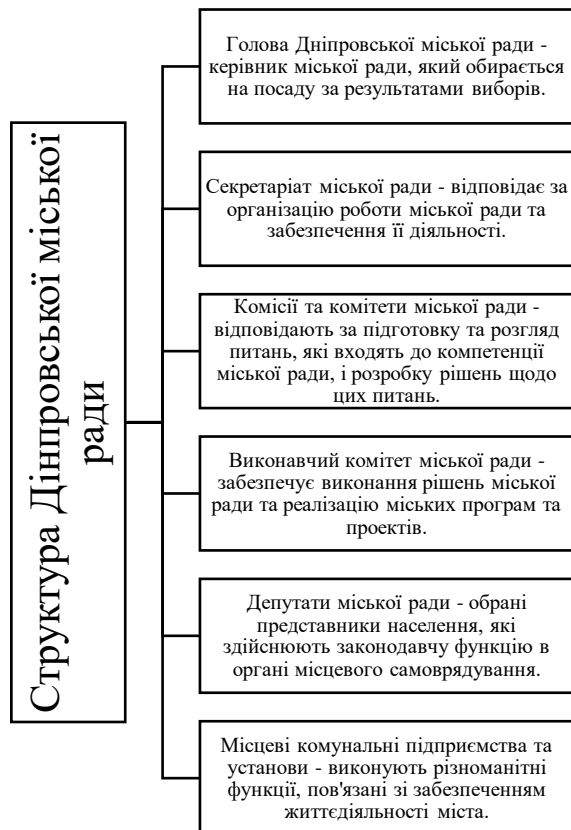 Структура Дінпровської міської
ради
Голова Дніпровської міської ради -
керівник міської ради, який обирається
на посаду за результатами виборів.
Секретаріат міської ради - відповідає за
організацію роботи міської ради та
забезпечення її діяльності.
Комісії та комітети міської ради -
відповідають за підготовку та розгляд
питань, які входять до компетенції
міської ради, і розробку рішень щодо
цих питань.
Виконавчий комітет міської ради -
забезпечує виконання рішень міської
ради та реалізацію міських програм та
проектів.
Депутати міської ради - обрані
представники населення, які
здійснюють законодавчу функцію в
органі місцевого самоврядування.
Місцеві комунальні підприємства та
установи - виконують різноманітні
функції, пов'язані зі забезпеченням
життєдіяльності міста.